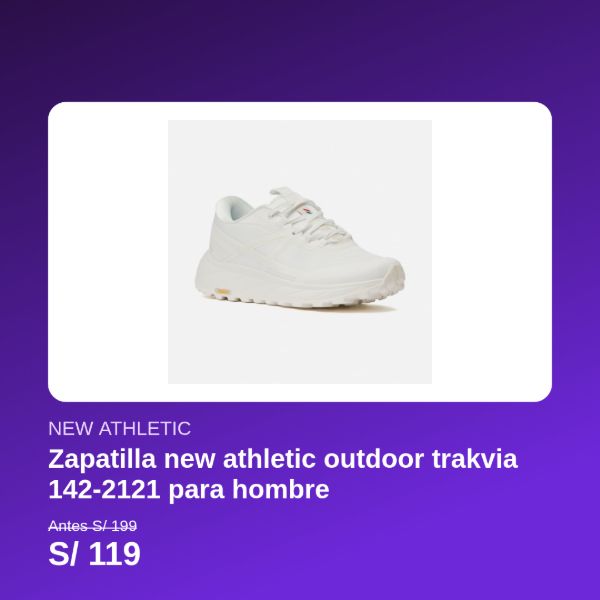 NEW ATHLETIC
Zapatilla new athletic outdoor trakvia
142-2121 para hombre
Antes S/ 199
S/ 119